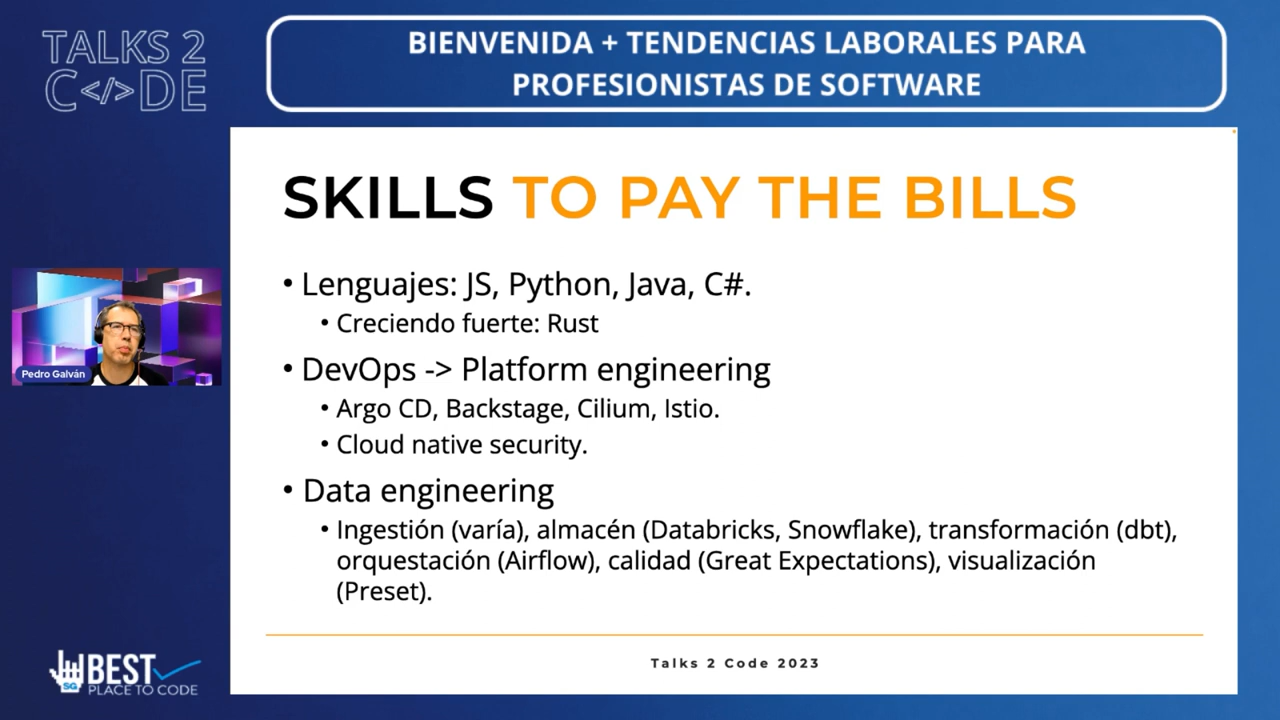 TALKS 2
C</>DE
BIENVENIDA + TENDENCIAS LABORALES PARA
PROFESIONISTAS DE SOFTWARE
SKILLS TO PAY THE BILLS
• Lenguajes: JS, Python, Java, C#.
• Creciendo fuerte: Rust
• DevOps -> Platform engineering
• Argo CD, Backstage, Cilium, Istio.
• Cloud native security.
• Data engineering
• Ingestión (varía), almacén (Databricks, Snowflake), transformación (dbt),
orquestación (Airflow), calidad (Great Expectations), visualización
(Preset).
Talks 2 Code 2023
Pedro Galván
SG
BEST
PLACE TO CODE